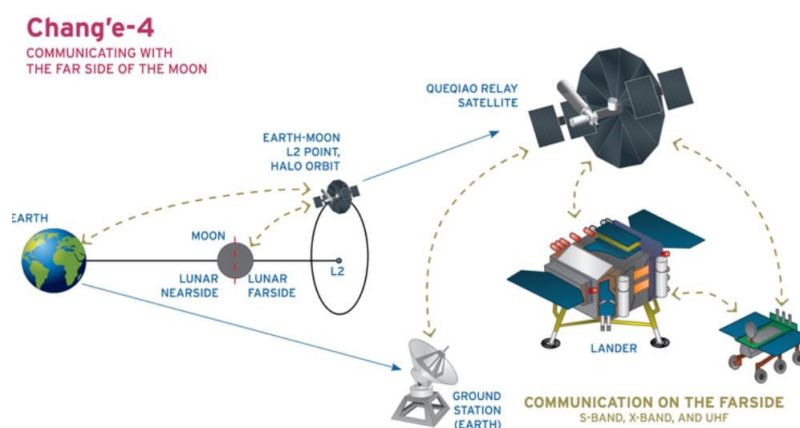 Chang'e-4
COMMUNICATING WITH
THE FAR SIDE OF THE MOON
QUEQIAO RELAY
SATELLITE
EARTH-MOON
L2 POINT,
HALO ORBIT
EARTH
MOON
L2
LUNAR
NEARSIDE
LUNAR
FARSIDE
LANDER
GROUND
STATION
(EARTH)
COMMUNICATION ON THE FARSIDE
S-BAND, X-BAND, AND UHF